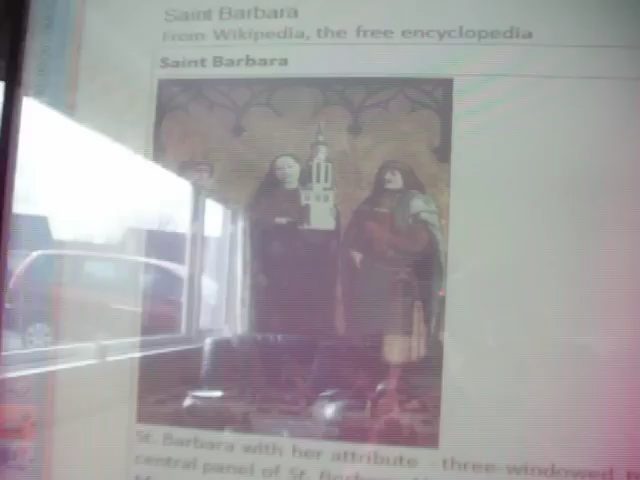 Saint Barbara
From Wikipedia, the free encyclopedia
Saint Barbara
St. Barbara with her attribute three-windowed
central panel of St.